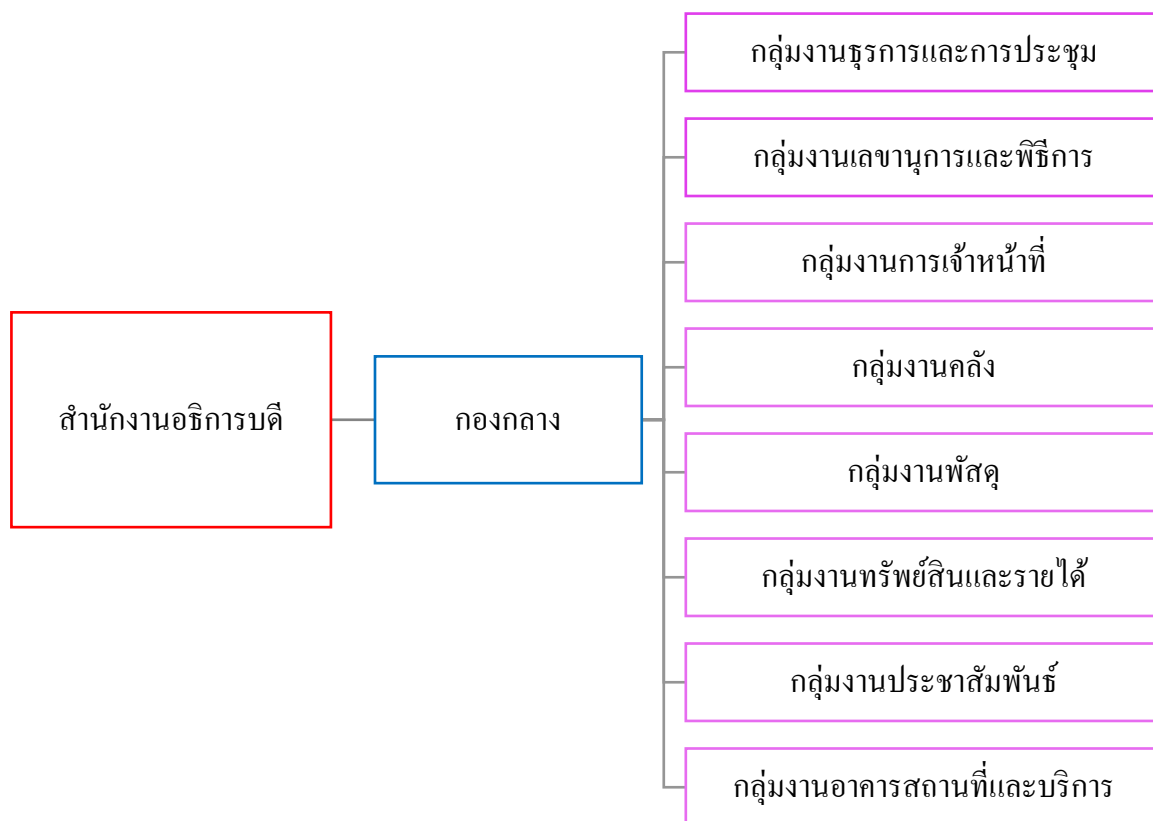 สำนักงานอธิการบดี
กองกลาง
กลุ่มงานธุรการและการประชุม
กลุ่มงานเลขานุการและพิธีการ
กลุ่มงานการเจ้าหน้าที่
กลุ่มงานคลัง
กลุ่มงานพัสดุ
กลุ่มงานทรัพย์สินและรายได้
กลุ่มงานประชาสัมพันธ์
กลุ่มงานอาคารสถานที่และบริการ